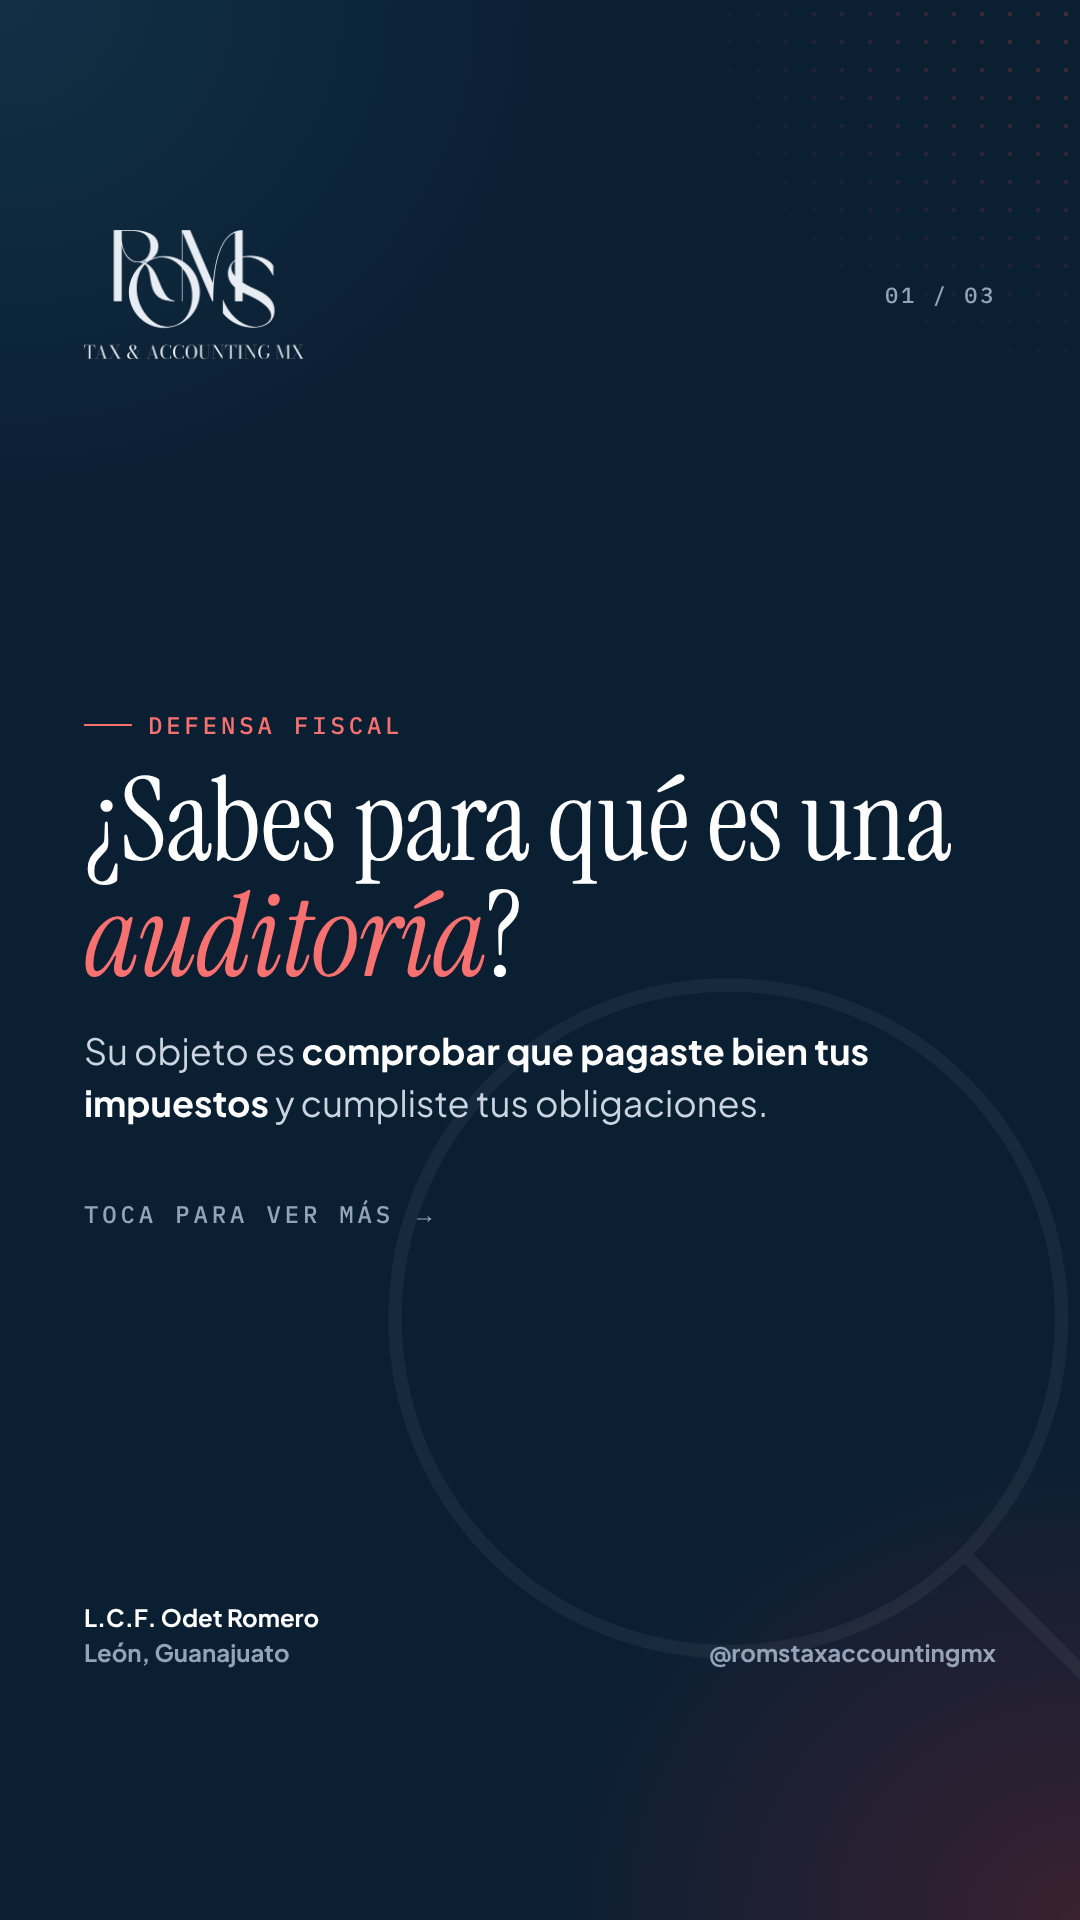 ROMS
TAX & ACCOUNTING MX
01 / 03
DEFENSA FISCAL
¿Sabes para qué es una
auditoría?
Su objeto es comprobar que pagaste bien tus
impuestos y cumpliste tus obligaciones.
TOCA PARA VER MÁS →
L.C.F. Odet Romero
León, Guanajuato
@romstaxaccountingmx